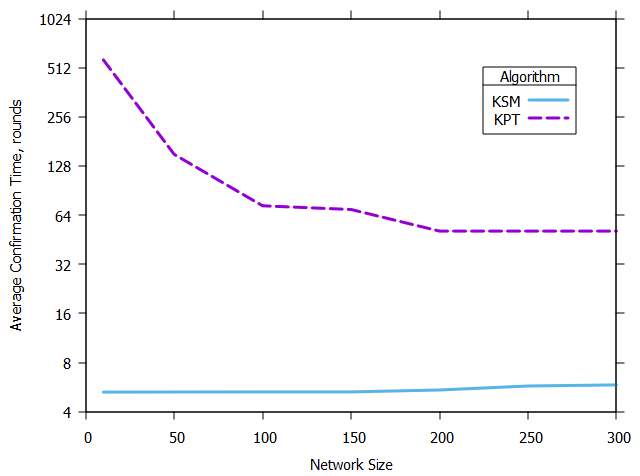 1024
512
256
128
64
32
16
8
4
Average Confirmation Time, rounds
Algorithm
KSM
KPT
0 50 100 150 200 250 300
Network Size